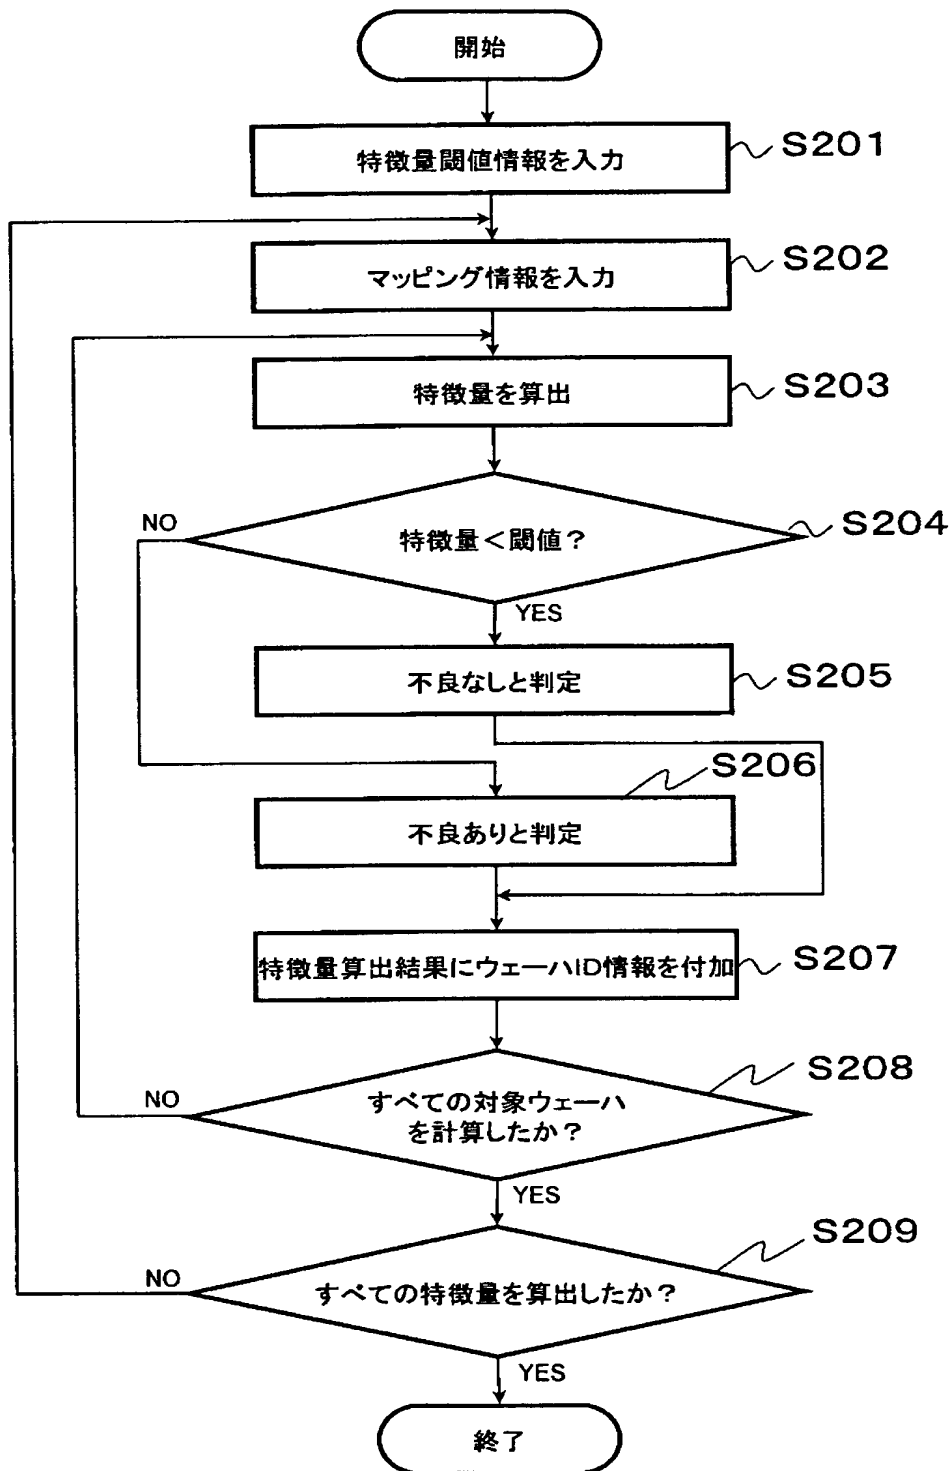 開始
特徴量閾値情報を入力
S201
マッピング情報を入力
S202
特徴量を算出
S203
NO
特徴量<閾値?
S204
YES
不良なしと判定
S205
S206
不良ありと判定
特徴量算出結果にウェーハID情報を付加
S207
S208
NO
すべての対象ウェーハ
を計算したか?
YES
S209
NO
すべての特徴量を算出したか?
YES
終了